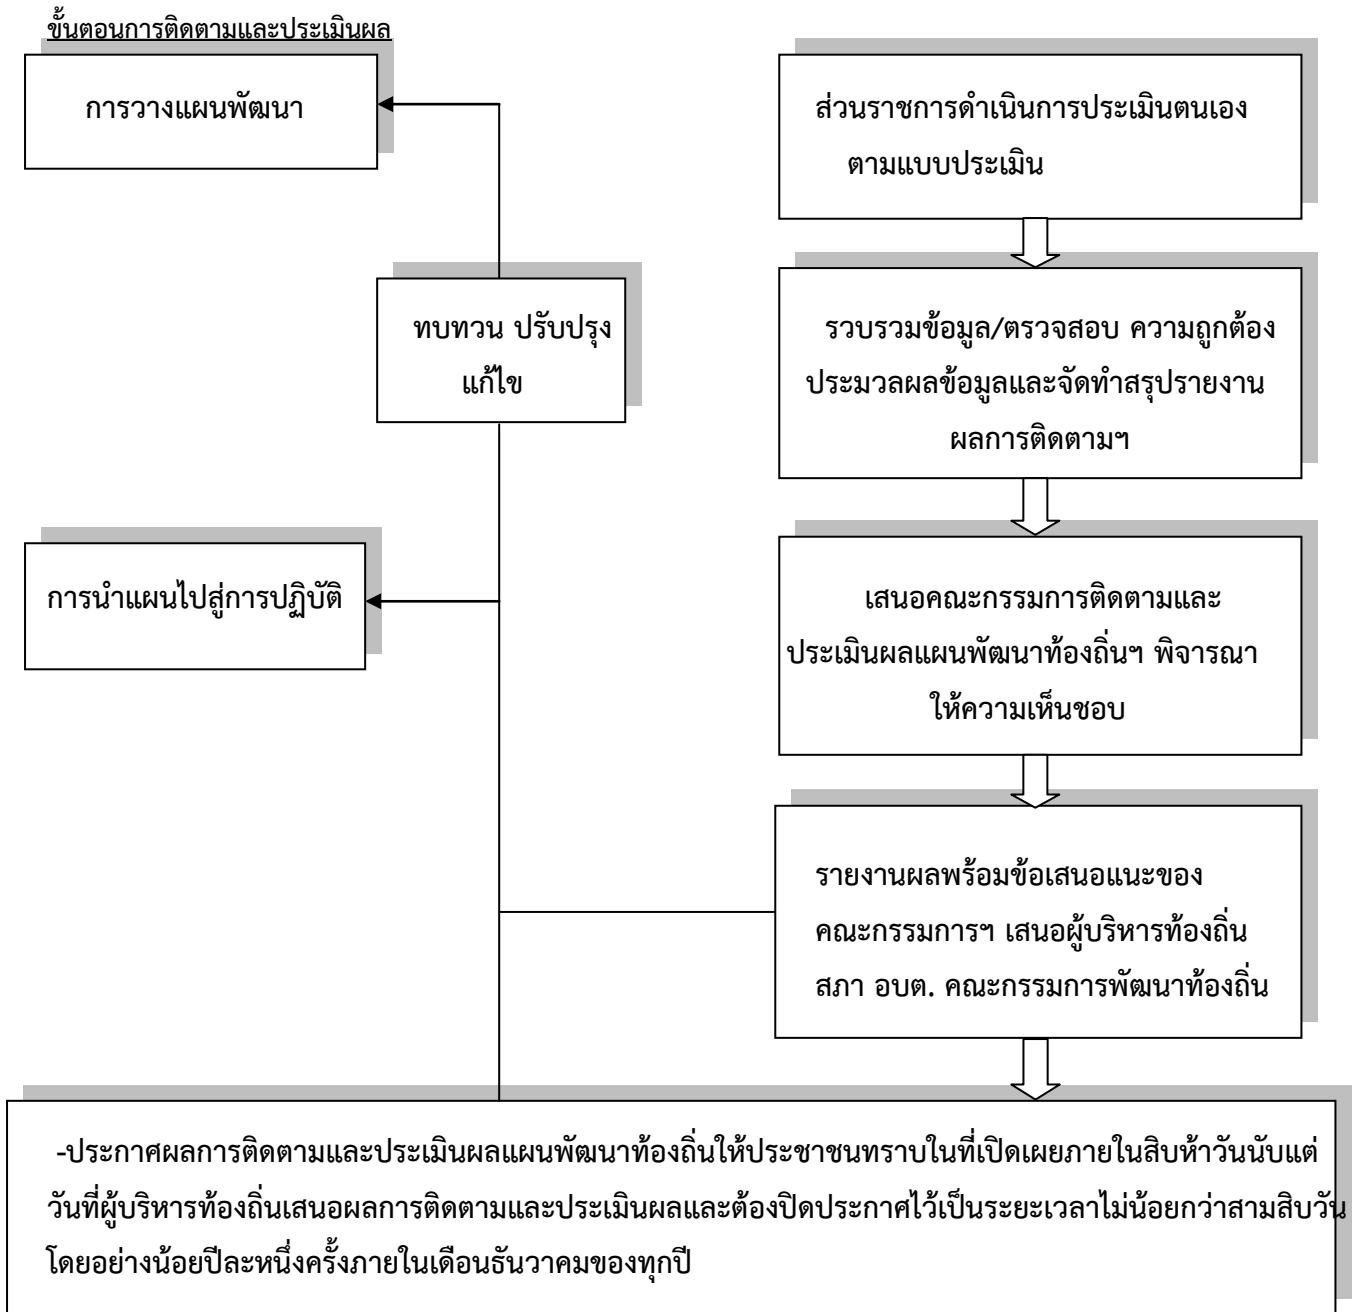 ขั้นตอนการติดตามและประเมินผล
การวางแผนพัฒนา
ทบทวน ปรับปรุง
แก้ไข
การนำแผนไปสู่การปฏิบัติ
ส่วนราชการดำเนินการประเมินตนเอง
ตามแบบประเมิน
รวบรวมข้อมูล/ตรวจสอบ ความถูกต้อง
ประมวลผลข้อมูลและจัดทำสรุปรายงาน
ผลการติดตามฯ
เสนอคณะกรรมการติดตามและ
ประเมินผลแผนพัฒนาท้องถิ่นฯ พิจารณา
ให้ความเห็นชอบ
รายงานผลพร้อมข้อเสนอแนะของ
คณะกรรมการฯ เสนอผู้บริหารท้องถิ่น
สภา อบต. คณะกรรมการพัฒนาท้องถิ่น
-ประกาศผลการติดตามและประเมินผลแผนพัฒนาท้องถิ่นให้ประชาชนทราบในที่เปิดเผยภายในสิบห้าวันนับแต่
วันที่ผู้บริหารท้องถิ่นเสนอผลการติดตามและประเมินผลและต้องปิดประกาศไว้เป็นระยะเวลาไม่น้อยกว่าสามสิบวัน
โดยอย่างน้อยปีละหนึ่งครั้งภายในเดือนธันวาคมของทุกปี